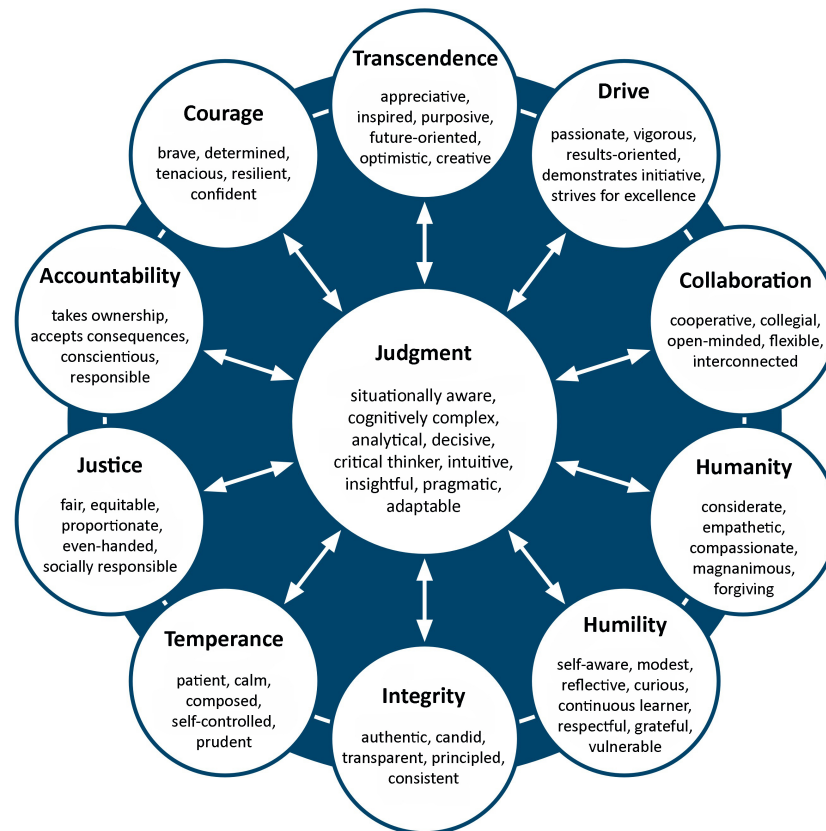 Transcendence
appreciative,
inspired, purposive,
future-oriented,
optimistic, creative
Drive
passionate, vigorous,
results-oriented,
demonstrates initiative,
strives for excellence
Collaboration
cooperative, collegial,
open-minded, flexible,
interconnected
Humanity
considerate,
empathetic,
compassionate,
magnanimous,
forgiving
Humility
self-aware, modest,
reflective, curious,
continuous learner,
respectful, grateful,
vulnerable
Integrity
authentic, candid,
transparent, principled,
consistent
Temperance
patient, calm,
composed,
self-controlled,
prudent
Justice
fair, equitable,
proportionate,
even-handed,
socially responsible
Accountability
takes ownership,
accepts consequences,
conscientious,
responsible
Courage
brave, determined,
tenacious, resilient,
confident
Judgment
situationally aware,
cognitively complex,
analytical, decisive,
critical thinker, intuitive,
insightful, pragmatic,
adaptable